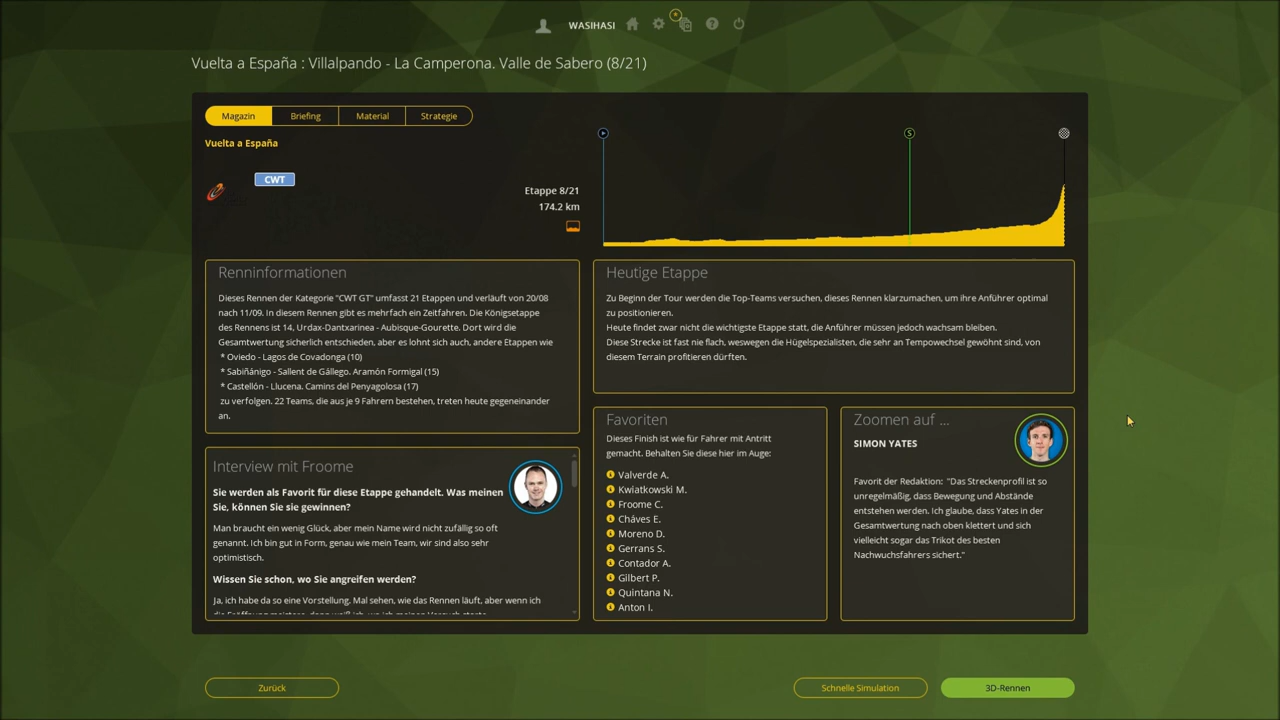 WASIHASI
Vuelta a España : Villalpando - La Camperona. Valle de Sabero (8/21)
Magazin
Briefing
Material
Strategie
Vuelta a España
CWT
Etappe 8/21
174.2 km
S
Renninformationen
Dieses Rennen der Kategorie "CWT GT" umfasst 21 Etappen und verläuft von 20/08
nach 11/09. In diesem Rennen gibt es mehrfach ein Zeitfahren. Die Königsetappe
des Rennens ist 14, Urdax-Dantxarinea - Aubisque-Gourette. Dort wird die
Gesamtwertung sicherlich entschieden, aber es lohnt sich auch, andere Etappen wie
* Oviedo - Lagos de Covadonga (10)
* Sabiñánigo - Sallent de Gállego. Aramón Formigal (15)
* Castellón - Llucena. Camins del Penyagolosa (17)
zu verfolgen. 22 Teams, die aus je 9 Fahrern bestehen, treten heute gegeneinander
an.
Heutige Etappe
Zu Beginn der Tour werden die Top-Teams versuchen, dieses Rennen klarzumachen, um ihre Anführer optimal
zu positionieren.
Heute findet zwar nicht die wichtigste Etappe statt, die Anführer müssen jedoch wachsam bleiben.
Diese Strecke ist fast nie flach, weswegen die Hügelspezialisten, die sehr an Tempowechsel gewöhnt sind, von
diesem Terrain profitieren dürften.
Interview mit Froome
Sie werden als Favorit für diese Etappe gehandelt. Was meinen
Sie, können Sie sie gewinnen?
Man braucht ein wenig Glück, aber mein Name wird nicht zufällig so oft
genannt. Ich bin gut in Form, genau wie mein Team, wir sind also sehr
optimistisch.
Wissen Sie schon, wo Sie angreifen werden?
Ja, ich habe da so eine Vorstellung. Mal sehen, wie das Rennen läuft, aber wenn ich
Favoriten
Dieses Finish ist wie für Fahrer mit Antritt
gemacht. Behalten Sie diese hier im Auge:
Valverde A.
Kwiatkowski M.
Froome C.
Cháves E.
Moreno D.
Gerrans S.
Contador A.
Gilbert P.
Quintana N.
Anton I.
Zoomen auf ...
SIMON YATES
Favorit der Redaktion: "Das Streckenprofil ist so
unregelmäßig, dass Bewegung und Abstände
entstehen werden. Ich glaube, dass Yates in der
Gesamtwertung nach oben klettert und sich
vielleicht sogar das Trikot des besten
Nachwuchsfahrers sichert."
Zurück
Schnelle Simulation
3D-Rennen